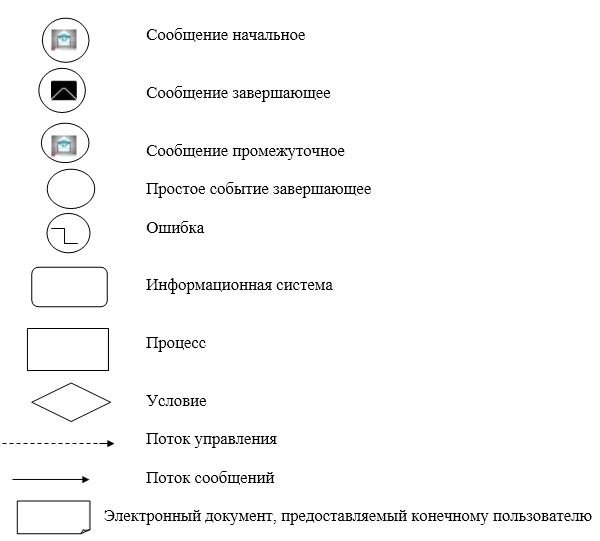 Сообщение начальное
Сообщение завершающее
Сообщение промежуточное
Простое событие завершающее
Ошибка
Информационная система
Процесс
Условие
Поток управления
Поток сообщений
Электронный документ, предоставляемый конечному пользователю